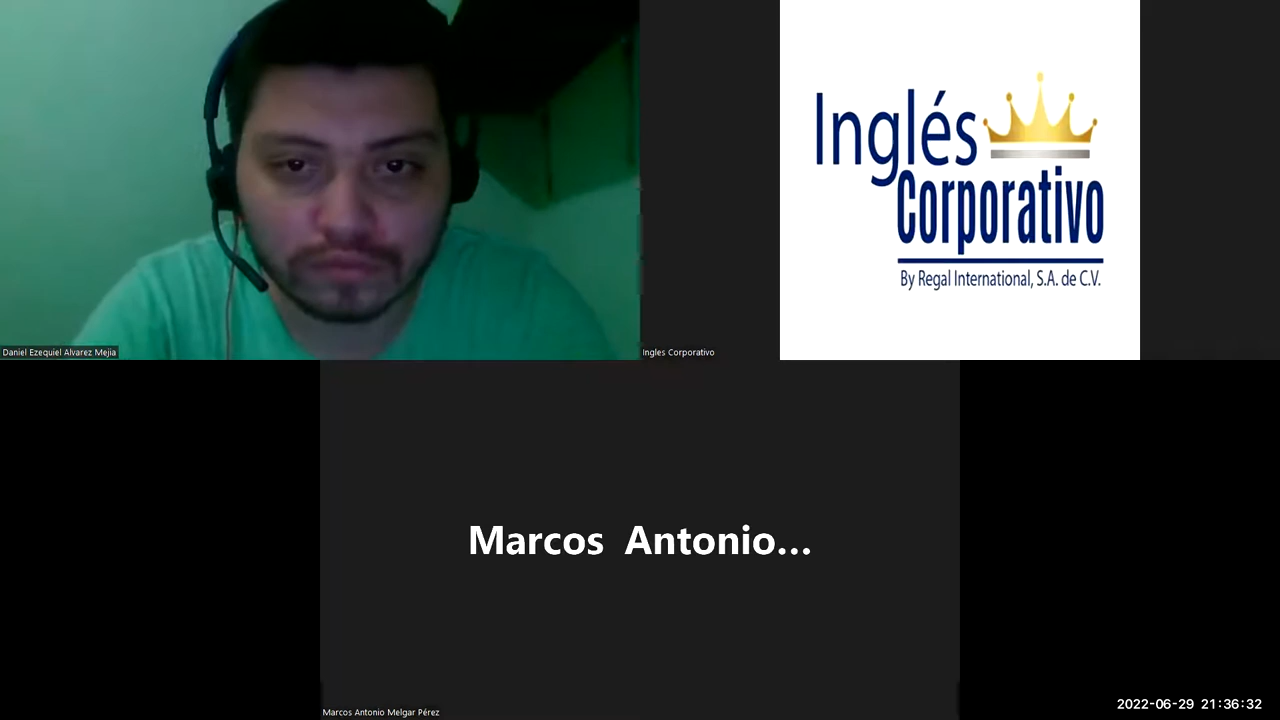 Inglés
Corporativo
By Regal International, S.A. de C.V.
Daniel Ezequiel Alvarez Mejia
Ingles Corporativo
Marcos Antonio...
Marcos Antonio Melgar Pérez
2022-06-29 21:36:32